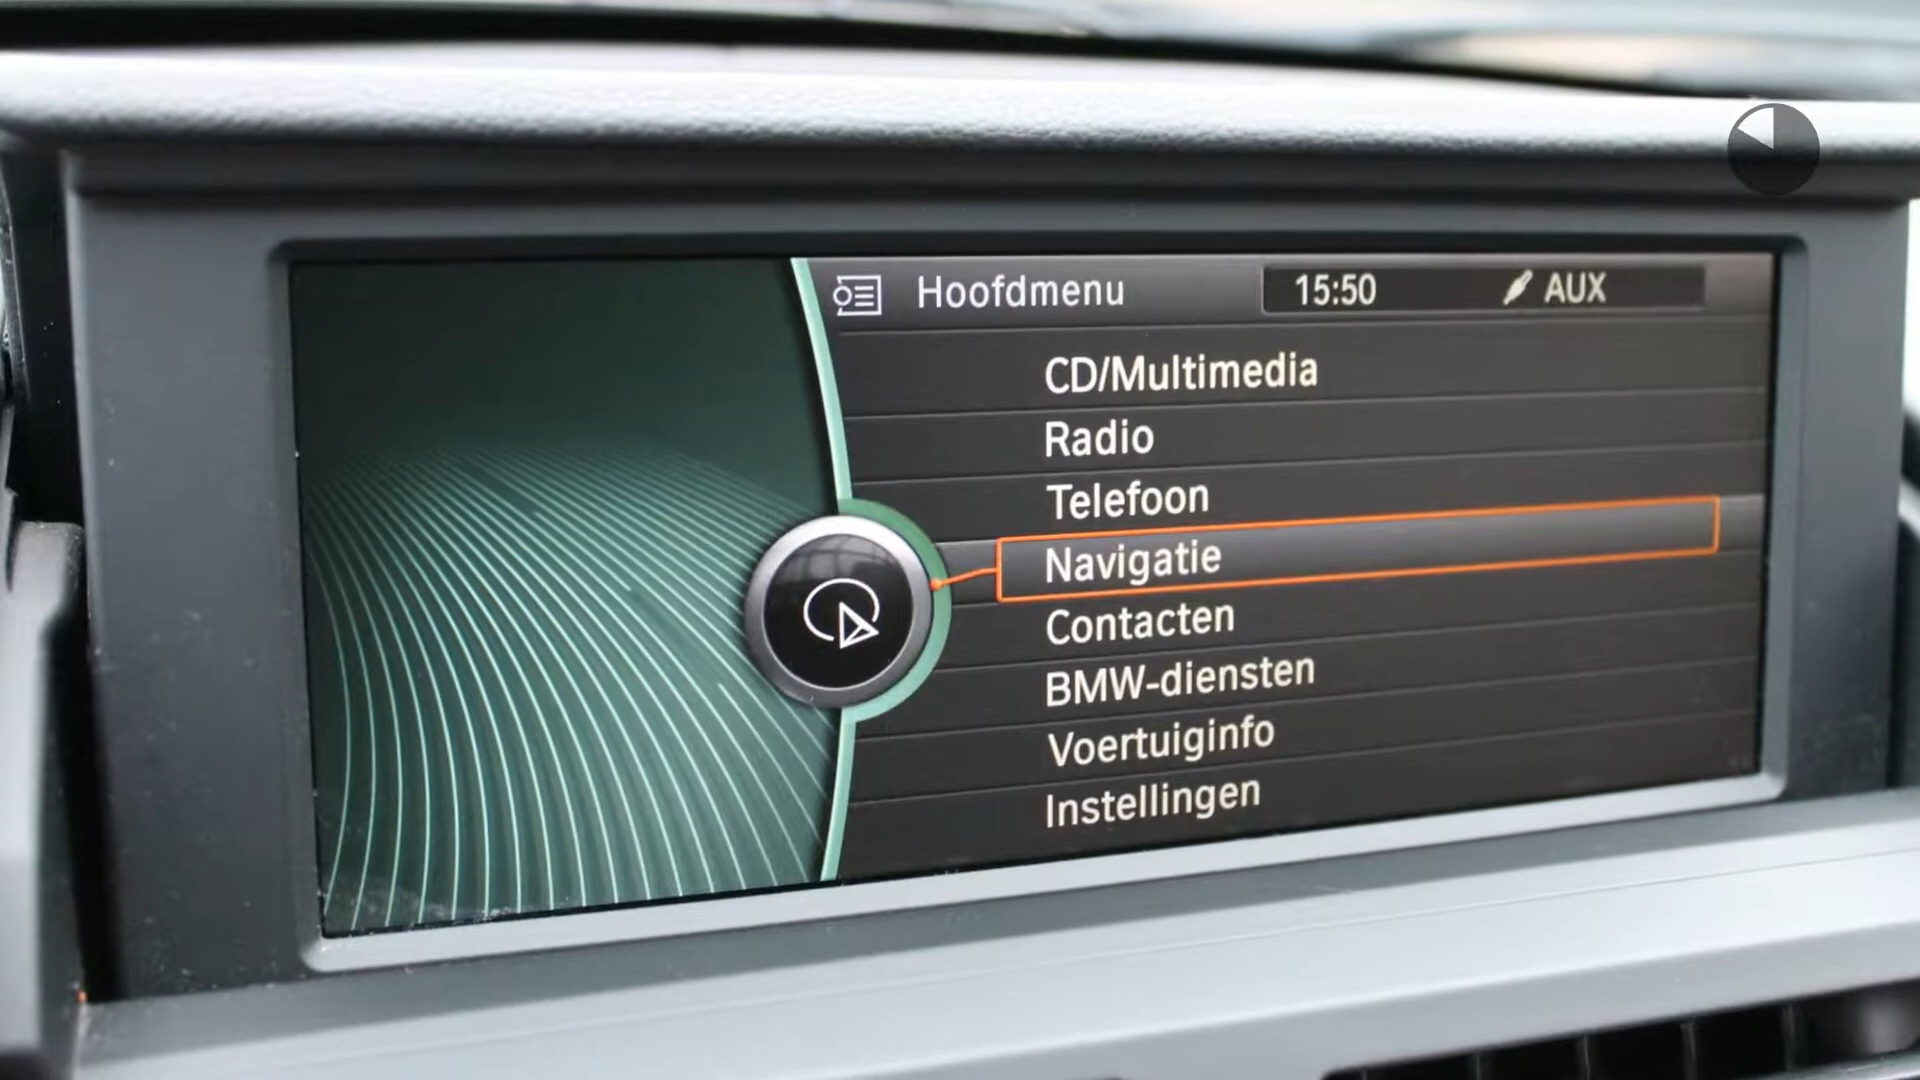 Hoofdmenu 15:50 AUX
CD/Multimedia
Radio
Telefoon
Navigatie
Contacten
BMW-diensten
Voertuiginfo
Instellingen